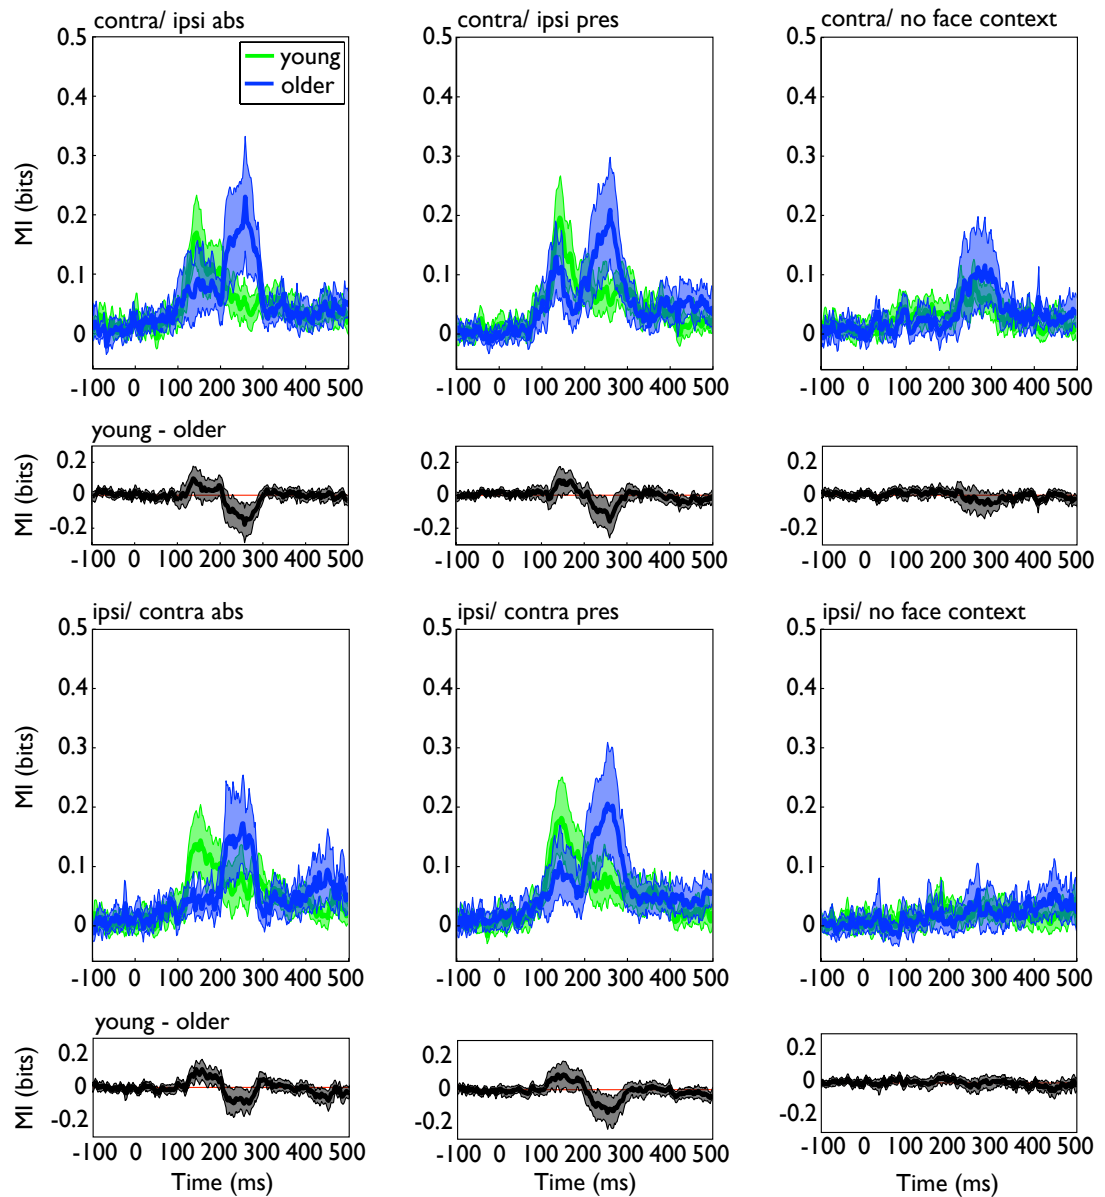 contra/ ipsi abs
contra/ ipsi pres
contra/ no face context
0.5
0.4
0.3
0.2
0.1
0
MI (bits)
young
older
-100 0 100 200 300 400 500
0.5
0.4
0.3
0.2
0.1
0
-100 0 100 200 300 400 500
0.5
0.4
0.3
0.2
0.1
0
-100 0 100 200 300 400 500
young - older
0.2
0
-0.2
MI (bits)
-100 0 100 200 300 400 500
0.2
0
-0.2
-100 0 100 200 300 400 500
0.2
0
-0.2
-100 0 100 200 300 400 500
ipsi/ contra abs
ipsi/ contra pres
ipsi/ no face context
0.5
0.4
0.3
0.2
0.1
0
MI (bits)
-100 0 100 200 300 400 500
0.5
0.4
0.3
0.2
0.1
0
-100 0 100 200 300 400 500
0.5
0.4
0.3
0.2
0.1
0
-100 0 100 200 300 400 500
young - older
0.2
0
-0.2
MI (bits)
-100 0 100 200 300 400 500
Time (ms)
0.2
0
-0.2
-100 0 100 200 300 400 500
Time (ms)
0.2
0
-0.2
-100 0 100 200 300 400 500
Time (ms)